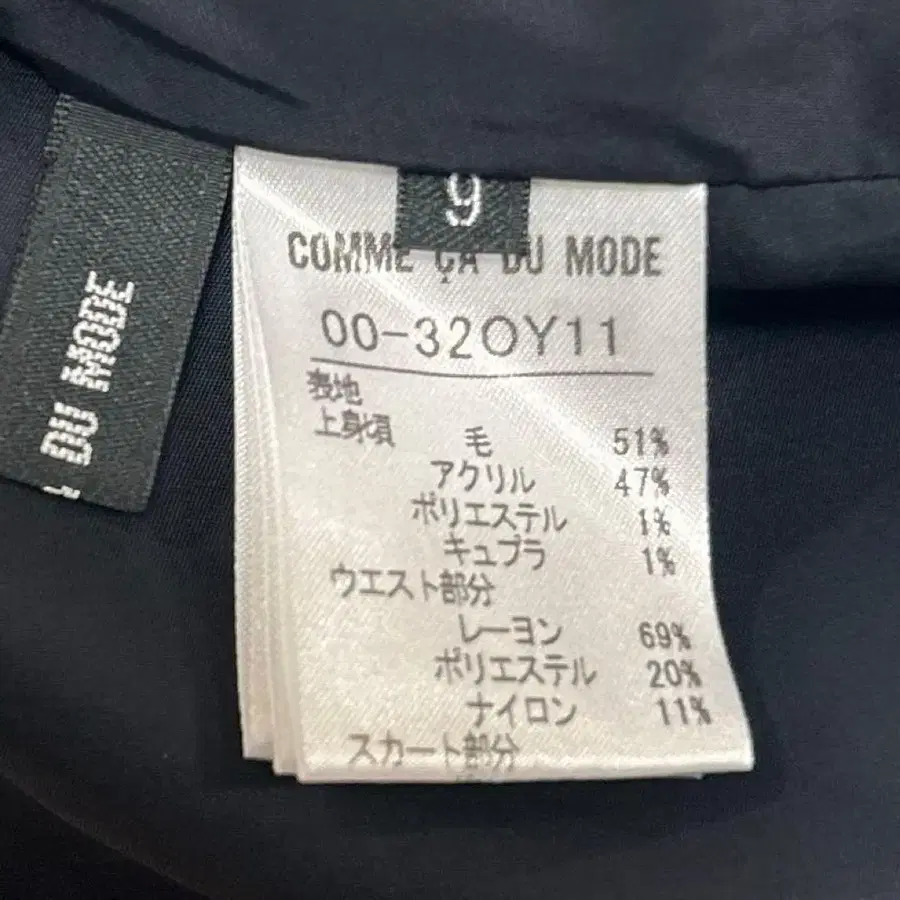 DU MODE
9
COMME ÇA DU MODE
00-32OY11
表地
上身頃
毛 51%
アクリル 47%
ポリエステル 1%
キュプラ 1%
ウエスト部分
レーヨン 69%
ポリエステル 20%
ナイロン 11%
スカート部分